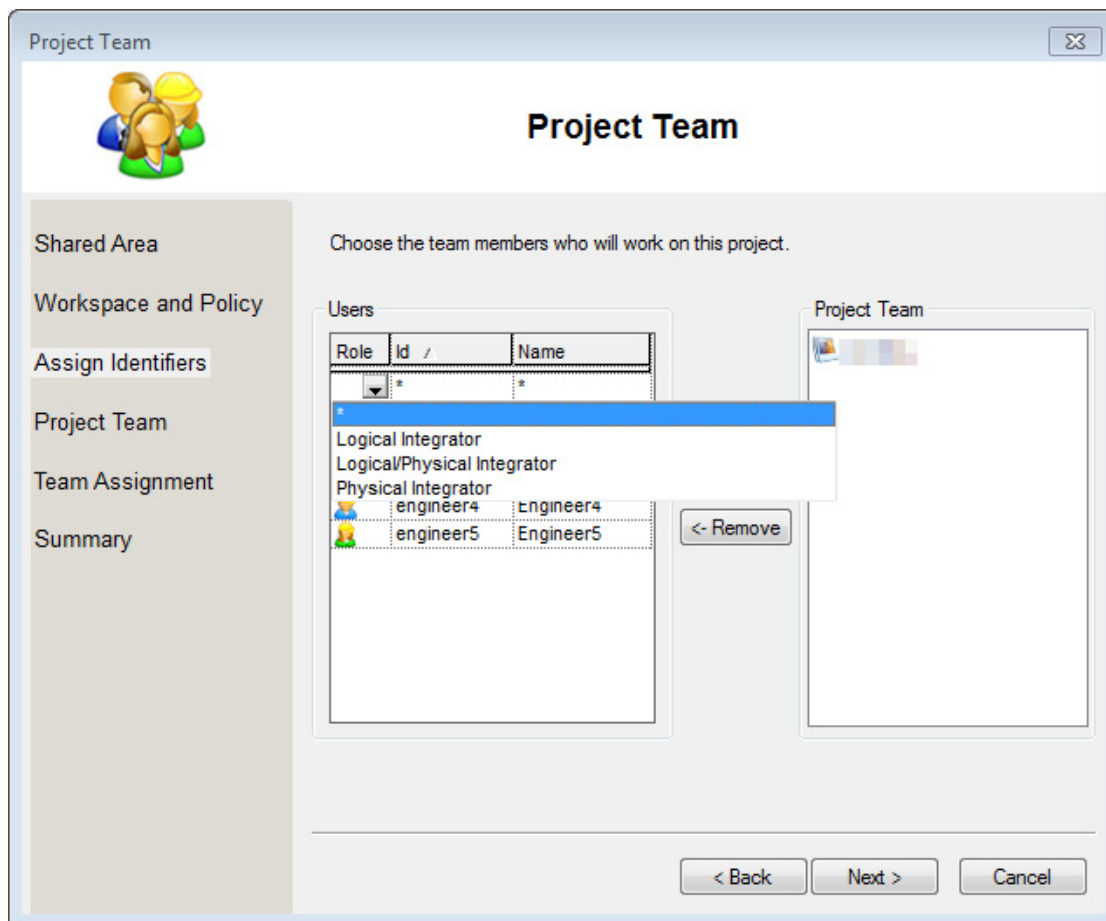 Project Team
Project Team
Shared Area
Workspace and Policy
Assign Identifiers
Project Team
Team Assignment
Summary
Choose the team members who will work on this project.
Users
Role Id Name
* *
*
Logical Integrator
Logical/Physical Integrator
Physical Integrator
engineer4 Engineer4
engineer5 Engineer5
<- Remove
Project Team
< Back Next > Cancel